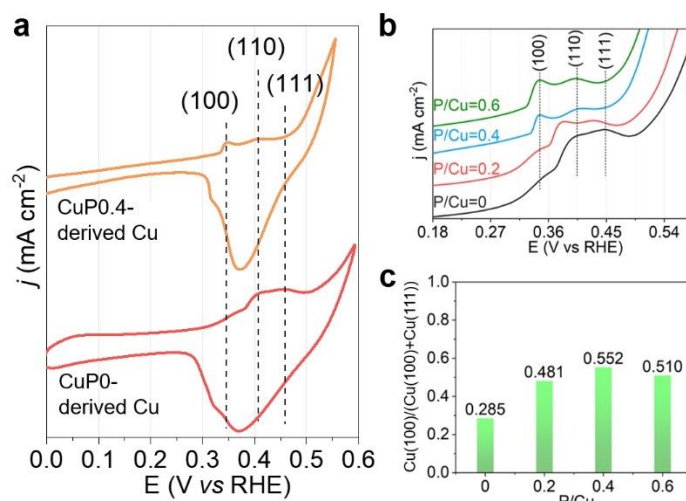 a
(110)
(111)
(100)
CuP0.4-
derived Cu
CuP0-
derived Cu
j (mA cm-2)
0.0 0.1 0.2 0.3 0.4 0.5 0.6
E (V vs RHE)
b
(100)
(110)
(111)
P/Cu=0.6
P/Cu=0.4
P/Cu=0.2
P/Cu=0
j (mA cm-2)
0.18 0.27 0.36 0.45 0.54
E (V vs RHE)
c
Cu(100)/(Cu(100)+Cu(111))
1.0
0.8
0.6
0.4
0.2
0.0
0.285
0.481
0.552
0.510
0 0.2 0.4 0.6
P/Cu